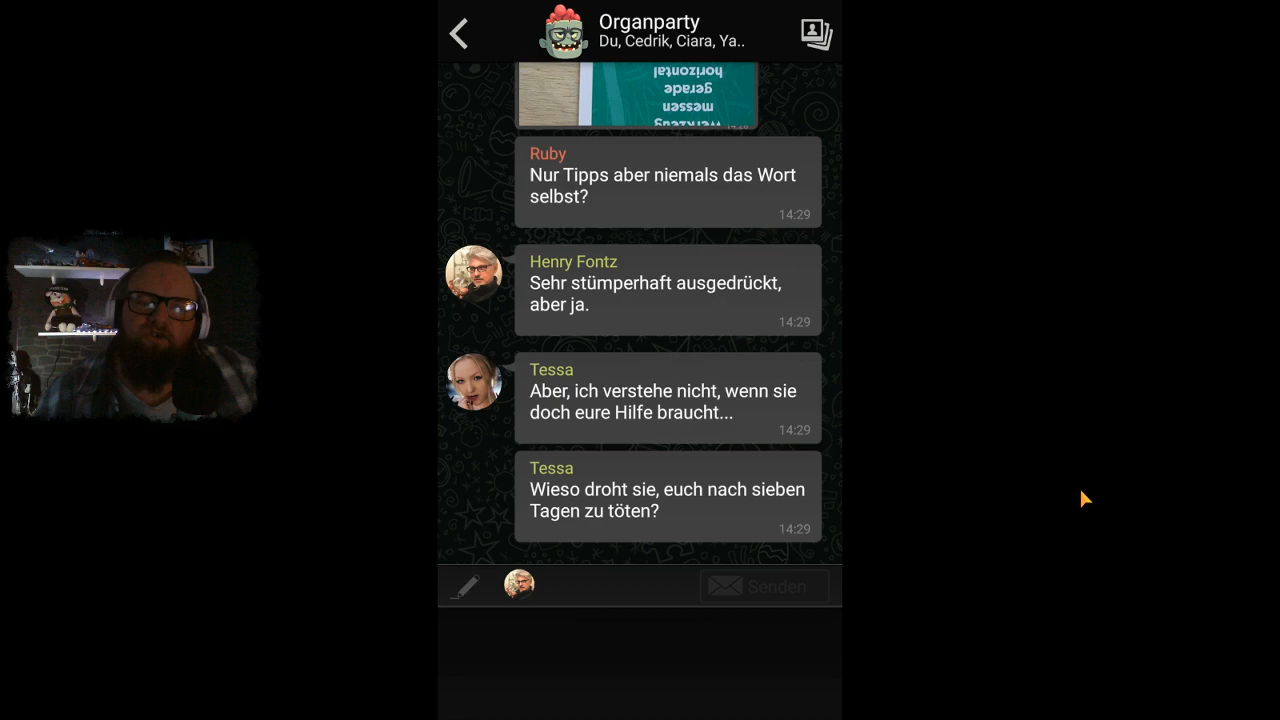 Organparty
Du, Cedrik, Ciara, Ya..
horizontal
gerade
messen
Werkzeug
Ruby
Nur Tipps aber niemals das Wort
selbst?
14:29
Henry Fontz
Sehr stümperhaft ausgedrückt,
aber ja.
14:29
Tessa
Aber, ich verstehe nicht, wenn sie
doch eure Hilfe braucht...
14:29
Tessa
Wieso droht sie, euch nach sieben
Tagen zu töten?
14:29
Senden